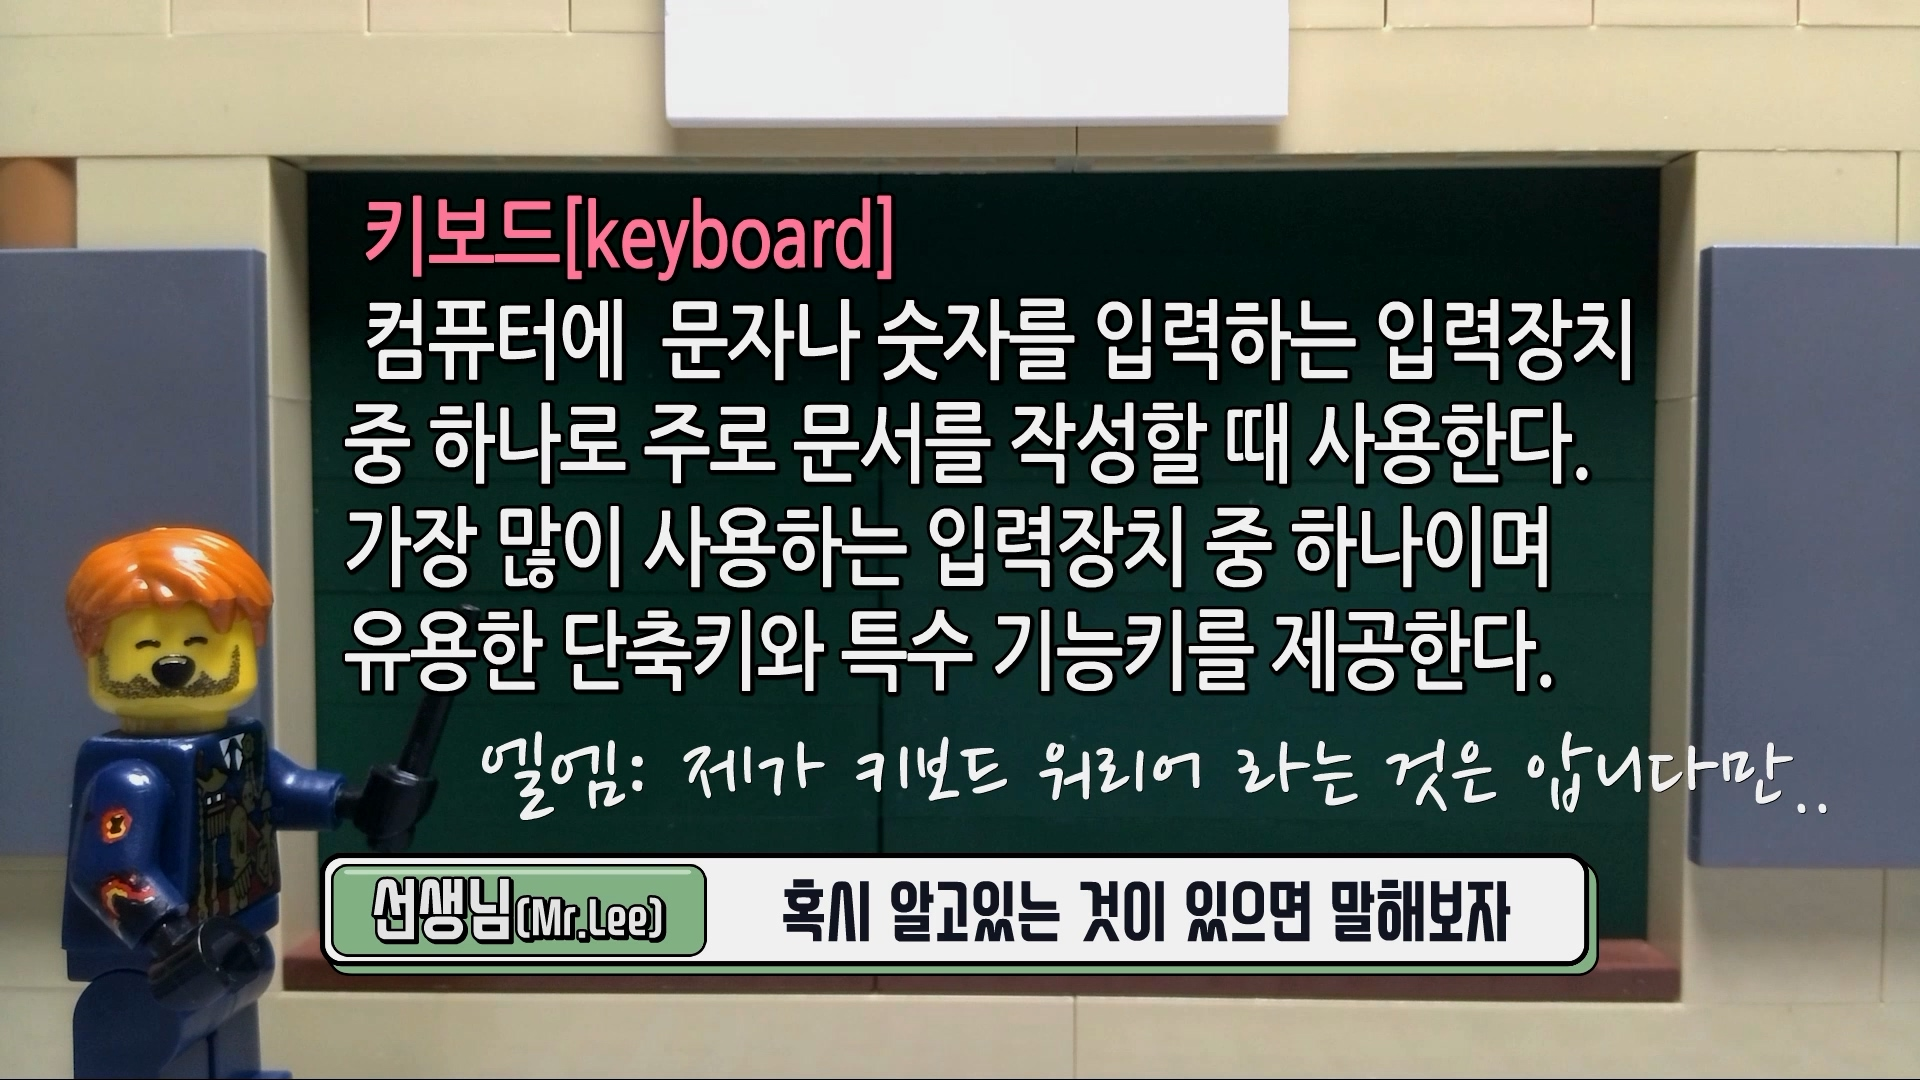 키보드[keyboard]
컴퓨터에 문자나 숫자를 입력하는 입력장치
중 하나로 주로 문서를 작성할 때 사용한다.
가장 많이 사용하는 입력장치 중 하나이며
유용한 단축키와 특수 기능키를 제공한다.
엘엠: 제가 키보드 워리어 라는 것은 압니다만..
선생님(Mr.Lee) 혹시 알고있는 것이 있으면 말해보자